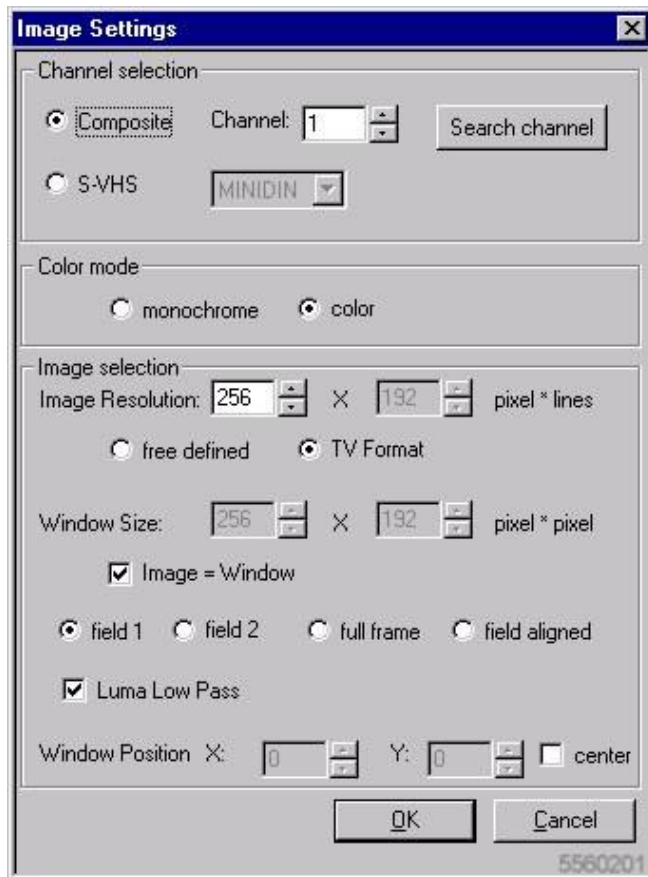 Image Settings
Channel selection
Composite Channel: 1 Search channel
S-VHS MINIDIN
Color mode
monochrome color
Image selection
Image Resolution: 256 X 192 pixel * lines
free defined TV Format
Window Size: 256 X 192 pixel * pixel
Image = Window
field 1 field 2 full frame field aligned
Luma Low Pass
Window Position X: 0 Y: 0 center
OK Cancel
5560201